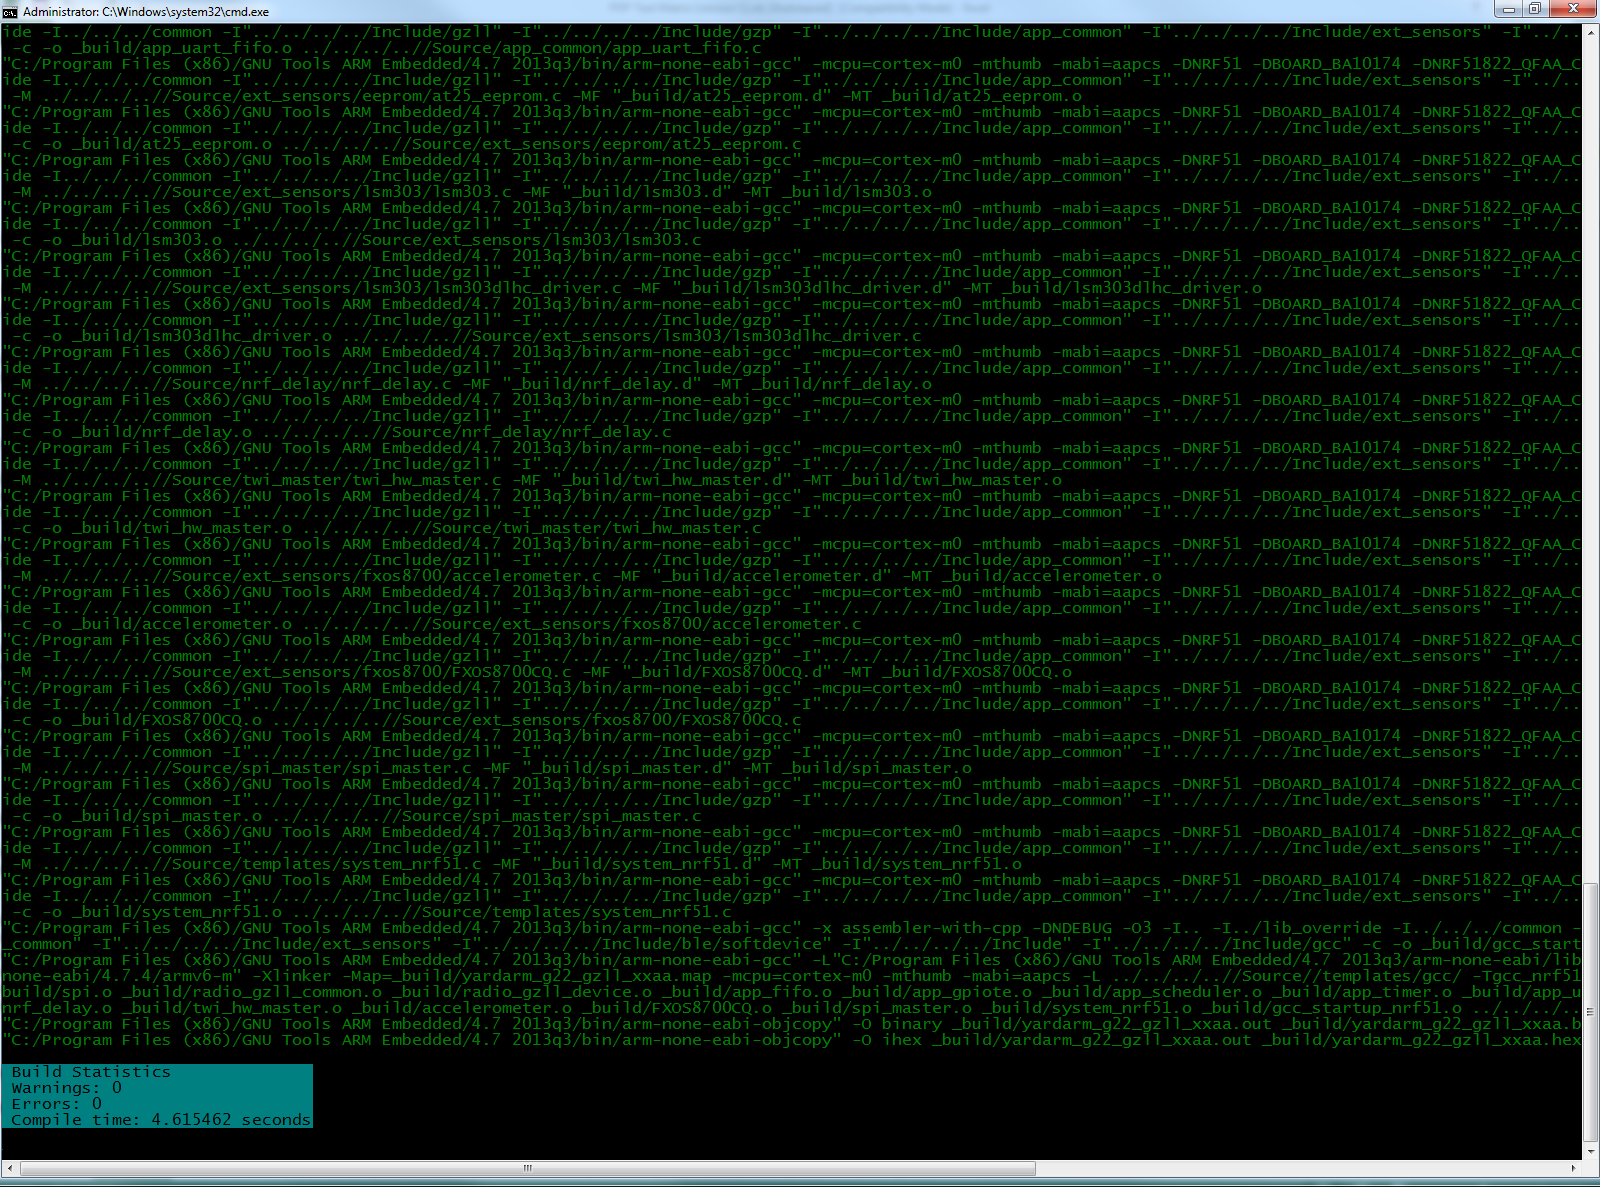 Administrator: C:\Windows\system32\cmd.exe
ide -I../../../common -I"../../../../Include/gzll" -I"../../../../Include/gzp" -I"../../../../Include/app_common" -I"../../../../Include/ext_sensors" -I"../..
-c -o _build/app_uart_fifo.o ../../../..//Source/app_common/app_uart_fifo.c
"C:/Program Files (x86)/GNU Tools ARM Embedded/4.7 2013q3/bin/arm-none-eabi-gcc" -mcpu=cortex-m0 -mthumb -mabi=aapcs -DNRF51 -DBOARD_BA10174 -DNRF51822_QFAA_C
ide -I../../../common -I"../../../../Include/gzll" -I"../../../../Include/gzp" -I"../../../../Include/app_common" -I"../../../../Include/ext_sensors" -I"../..
-M ../../../..//Source/ext_sensors/eeprom/at25_eeprom.c -MF "_build/at25_eeprom.d" -MT _build/at25_eeprom.o
"C:/Program Files (x86)/GNU Tools ARM Embedded/4.7 2013q3/bin/arm-none-eabi-gcc" -mcpu=cortex-m0 -mthumb -mabi=aapcs -DNRF51 -DBOARD_BA10174 -DNRF51822_QFAA_C
ide -I../../../common -I"../../../../Include/gzll" -I"../../../../Include/gzp" -I"../../../../Include/app_common" -I"../../../../Include/ext_sensors" -I"../..
-c -o _build/at25_eeprom.o ../../../..//Source/ext_sensors/eeprom/at25_eeprom.c
"C:/Program Files (x86)/GNU Tools ARM Embedded/4.7 2013q3/bin/arm-none-eabi-gcc" -mcpu=cortex-m0 -mthumb -mabi=aapcs -DNRF51 -DBOARD_BA10174 -DNRF51822_QFAA_C
ide -I../../../common -I"../../../../Include/gzll" -I"../../../../Include/gzp" -I"../../../../Include/app_common" -I"../../../../Include/ext_sensors" -I"../..
-M ../../../..//Source/ext_sensors/lsm303/lsm303.c -MF "_build/lsm303.d" -MT _build/lsm303.o
"C:/Program Files (x86)/GNU Tools ARM Embedded/4.7 2013q3/bin/arm-none-eabi-gcc" -mcpu=cortex-m0 -mthumb -mabi=aapcs -DNRF51 -DBOARD_BA10174 -DNRF51822_QFAA_C
ide -I../../../common -I"../../../../Include/gzll" -I"../../../../Include/gzp" -I"../../../../Include/app_common" -I"../../../../Include/ext_sensors" -I"../..
-c -o _build/lsm303.o ../../../..//Source/ext_sensors/lsm303/lsm303.c
"C:/Program Files (x86)/GNU Tools ARM Embedded/4.7 2013q3/bin/arm-none-eabi-gcc" -mcpu=cortex-m0 -mthumb -mabi=aapcs -DNRF51 -DBOARD_BA10174 -DNRF51822_QFAA_C
ide -I../../../common -I"../../../../Include/gzll" -I"../../../../Include/gzp" -I"../../../../Include/app_common" -I"../../../../Include/ext_sensors" -I"../..
-M ../../../..//Source/ext_sensors/lsm303/lsm303dlhc_driver.c -MF "_build/lsm303dlhc_driver.d" -MT _build/lsm303dlhc_driver.o
"C:/Program Files (x86)/GNU Tools ARM Embedded/4.7 2013q3/bin/arm-none-eabi-gcc" -mcpu=cortex-m0 -mthumb -mabi=aapcs -DNRF51 -DBOARD_BA10174 -DNRF51822_QFAA_C
ide -I../../../common -I"../../../../Include/gzll" -I"../../../../Include/gzp" -I"../../../../Include/app_common" -I"../../../../Include/ext_sensors" -I"../..
-c -o _build/lsm303dlhc_driver.o ../../../..//Source/ext_sensors/lsm303/lsm303dlhc_driver.c
"C:/Program Files (x86)/GNU Tools ARM Embedded/4.7 2013q3/bin/arm-none-eabi-gcc" -mcpu=cortex-m0 -mthumb -mabi=aapcs -DNRF51 -DBOARD_BA10174 -DNRF51822_QFAA_C
ide -I../../../common -I"../../../../Include/gzll" -I"../../../../Include/gzp" -I"../../../../Include/app_common" -I"../../../../Include/ext_sensors" -I"../..
-M ../../../..//Source/nrf_delay/nrf_delay.c -MF "_build/nrf_delay.d" -MT _build/nrf_delay.o
"C:/Program Files (x86)/GNU Tools ARM Embedded/4.7 2013q3/bin/arm-none-eabi-gcc" -mcpu=cortex-m0 -mthumb -mabi=aapcs -DNRF51 -DBOARD_BA10174 -DNRF51822_QFAA_C
ide -I../../../common -I"../../../../Include/gzll" -I"../../../../Include/gzp" -I"../../../../Include/app_common" -I"../../../../Include/ext_sensors" -I"../..
-c -o _build/nrf_delay.o ../../../..//Source/nrf_delay/nrf_delay.c
"C:/Program Files (x86)/GNU Tools ARM Embedded/4.7 2013q3/bin/arm-none-eabi-gcc" -mcpu=cortex-m0 -mthumb -mabi=aapcs -DNRF51 -DBOARD_BA10174 -DNRF51822_QFAA_C
ide -I../../../common -I"../../../../Include/gzll" -I"../../../../Include/gzp" -I"../../../../Include/app_common" -I"../../../../Include/ext_sensors" -I"../..
-M ../../../..//Source/twi_master/twi_hw_master.c -MF "_build/twi_hw_master.d" -MT _build/twi_hw_master.o
"C:/Program Files (x86)/GNU Tools ARM Embedded/4.7 2013q3/bin/arm-none-eabi-gcc" -mcpu=cortex-m0 -mthumb -mabi=aapcs -DNRF51 -DBOARD_BA10174 -DNRF51822_QFAA_C
ide -I../../../common -I"../../../../Include/gzll" -I"../../../../Include/gzp" -I"../../../../Include/app_common" -I"../../../../Include/ext_sensors" -I"../..
-c -o _build/twi_hw_master.o ../../../..//Source/twi_master/twi_hw_master.c
"C:/Program Files (x86)/GNU Tools ARM Embedded/4.7 2013q3/bin/arm-none-eabi-gcc" -mcpu=cortex-m0 -mthumb -mabi=aapcs -DNRF51 -DBOARD_BA10174 -DNRF51822_QFAA_C
ide -I../../../common -I"../../../../Include/gzll" -I"../../../../Include/gzp" -I"../../../../Include/app_common" -I"../../../../Include/ext_sensors" -I"../..
-M ../../../..//Source/ext_sensors/fxos8700/accelerometer.c -MF "_build/accelerometer.d" -MT _build/accelerometer.o
"C:/Program Files (x86)/GNU Tools ARM Embedded/4.7 2013q3/bin/arm-none-eabi-gcc" -mcpu=cortex-m0 -mthumb -mabi=aapcs -DNRF51 -DBOARD_BA10174 -DNRF51822_QFAA_C
ide -I../../../common -I"../../../../Include/gzll" -I"../../../../Include/gzp" -I"../../../../Include/app_common" -I"../../../../Include/ext_sensors" -I"../..
-c -o _build/accelerometer.o ../../../..//Source/ext_sensors/fxos8700/accelerometer.c
"C:/Program Files (x86)/GNU Tools ARM Embedded/4.7 2013q3/bin/arm-none-eabi-gcc" -mcpu=cortex-m0 -mthumb -mabi=aapcs -DNRF51 -DBOARD_BA10174 -DNRF51822_QFAA_C
ide -I../../../common -I"../../../../Include/gzll" -I"../../../../Include/gzp" -I"../../../../Include/app_common" -I"../../../../Include/ext_sensors" -I"../..
-M ../../../..//Source/ext_sensors/fxos8700/FXOS8700CQ.c -MF "_build/FXOS8700CQ.d" -MT _build/FXOS8700CQ.o
"C:/Program Files (x86)/GNU Tools ARM Embedded/4.7 2013q3/bin/arm-none-eabi-gcc" -mcpu=cortex-m0 -mthumb -mabi=aapcs -DNRF51 -DBOARD_BA10174 -DNRF51822_QFAA_C
ide -I../../../common -I"../../../../Include/gzll" -I"../../../../Include/gzp" -I"../../../../Include/app_common" -I"../../../../Include/ext_sensors" -I"../..
-c -o _build/FXOS8700CQ.o ../../../..//Source/ext_sensors/fxos8700/FXOS8700CQ.c
"C:/Program Files (x86)/GNU Tools ARM Embedded/4.7 2013q3/bin/arm-none-eabi-gcc" -mcpu=cortex-m0 -mthumb -mabi=aapcs -DNRF51 -DBOARD_BA10174 -DNRF51822_QFAA_C
ide -I../../../common -I"../../../../Include/gzll" -I"../../../../Include/gzp" -I"../../../../Include/app_common" -I"../../../../Include/ext_sensors" -I"../..
-M ../../../..//Source/spi_master/spi_master.c -MF "_build/spi_master.d" -MT _build/spi_master.o
"C:/Program Files (x86)/GNU Tools ARM Embedded/4.7 2013q3/bin/arm-none-eabi-gcc" -mcpu=cortex-m0 -mthumb -mabi=aapcs -DNRF51 -DBOARD_BA10174 -DNRF51822_QFAA_C
ide -I../../../common -I"../../../../Include/gzll" -I"../../../../Include/gzp" -I"../../../../Include/app_common" -I"../../../../Include/ext_sensors" -I"../..
-c -o _build/spi_master.o ../../../..//Source/spi_master/spi_master.c
"C:/Program Files (x86)/GNU Tools ARM Embedded/4.7 2013q3/bin/arm-none-eabi-gcc" -mcpu=cortex-m0 -mthumb -mabi=aapcs -DNRF51 -DBOARD_BA10174 -DNRF51822_QFAA_C
ide -I../../../common -I"../../../../Include/gzll" -I"../../../../Include/gzp" -I"../../../../Include/app_common" -I"../../../../Include/ext_sensors" -I"../..
-M ../../../..//Source/templates/system_nrf51.c -MF "_build/system_nrf51.d" -MT _build/system_nrf51.o
"C:/Program Files (x86)/GNU Tools ARM Embedded/4.7 2013q3/bin/arm-none-eabi-gcc" -mcpu=cortex-m0 -mthumb -mabi=aapcs -DNRF51 -DBOARD_BA10174 -DNRF51822_QFAA_C
ide -I../../../common -I"../../../../Include/gzll" -I"../../../../Include/gzp" -I"../../../../Include/app_common" -I"../../../../Include/ext_sensors" -I"../..
-c -o _build/system_nrf51.o ../../../..//Source/templates/system_nrf51.c
"C:/Program Files (x86)/GNU Tools ARM Embedded/4.7 2013q3/bin/arm-none-eabi-gcc" -x assembler-with-cpp -DNDEBUG -O3 -I.. -I../lib_override -I../../../common -
_common" -I"../../../../Include/ext_sensors" -I"../../../../Include/ble/softdevice" -I"../../../../Include" -I"../../../../Include/gcc" -c -o _build/gcc_start
"C:/Program Files (x86)/GNU Tools ARM Embedded/4.7 2013q3/bin/arm-none-eabi-gcc" -L"C:/Program Files (x86)/GNU Tools ARM Embedded/4.7 2013q3/arm-none-eabi/lib
none-eabi/4.7.4/armv6-m" -Xlinker -Map=_build/yardarm_g22_gzll_xxaa.map -mcpu=cortex-m0 -mthumb -mabi=aapcs -L ../../../..//Source//templates/gcc/ -Tgcc_nrf51
build/spi.o _build/radio_gzll_common.o _build/radio_gzll_device.o _build/app_fifo.o _build/app_gpiote.o _build/app_scheduler.o _build/app_timer.o _build/app_u
nrf_delay.o _build/twi_hw_master.o _build/accelerometer.o _build/FXOS8700CQ.o _build/spi_master.o _build/system_nrf51.o _build/gcc_startup_nrf51.o ../../../..
"C:/Program Files (x86)/GNU Tools ARM Embedded/4.7 2013q3/bin/arm-none-eabi-objcopy" -O binary _build/yardarm_g22_gzll_xxaa.out _build/yardarm_g22_gzll_xxaa.b
"C:/Program Files (x86)/GNU Tools ARM Embedded/4.7 2013q3/bin/arm-none-eabi-objcopy" -O ihex _build/yardarm_g22_gzll_xxaa.out _build/yardarm_g22_gzll_xxaa.hex
Build Statistics
Warnings: 0
Errors: 0
Compile time: 4.615462 seconds